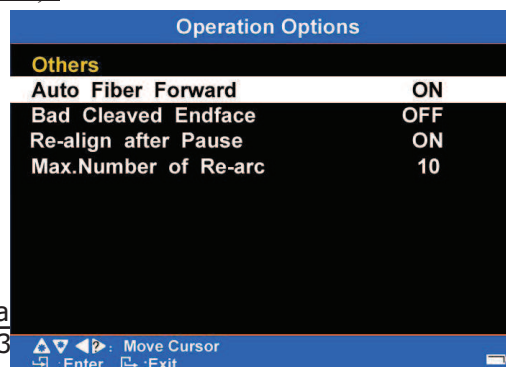 Operation Options
Others
Auto Fiber Forward ON
Bad Cleaved Endface OFF
Re-align after Pause ON
Max.Number of Re-arc 10
a
3
?: Move Cursor
:Enter :Exit